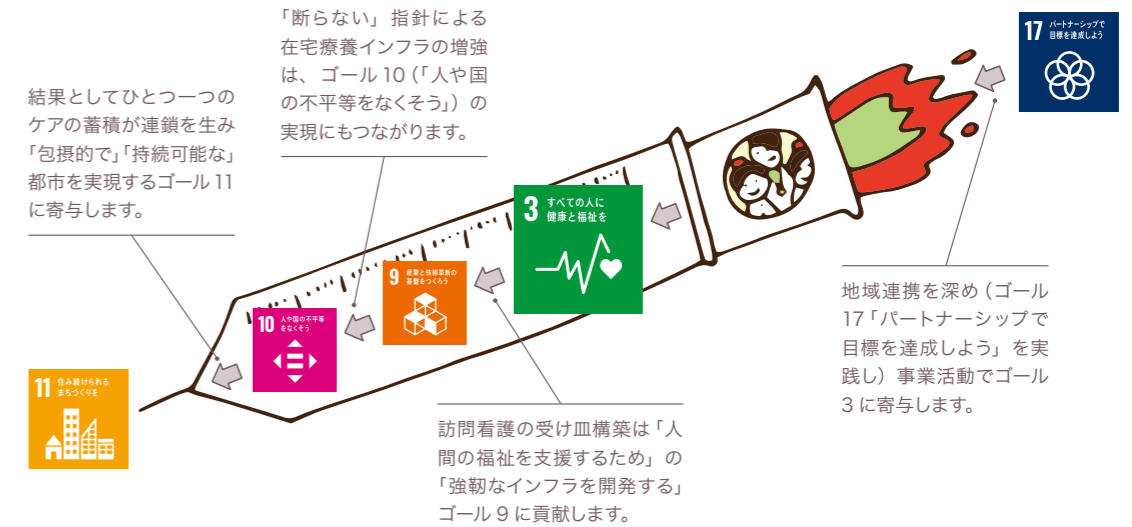 「断らない」指針による
在宅療養インフラの増強
は、ゴール10（「人や国
の不平等をなくそう」）の
実現にもつながります。
結果としてひとつ一つの
ケアの蓄積が連鎖を生み
「包摂的で」「持続可能な」
都市を実現するゴール11
に寄与します。
17 パートナーシップで
目標を達成しよう
3 すべての人に
健康と福祉を
9 産業と技術革新の
基盤をつくろう
10 人や国の不平等
をなくそう
11 住み続けられる
まちづくりを
地域連携を深め（ゴール
17「パートナーシップで
目標を達成しよう」を実
践し）事業活動でゴール
3に寄与します。
訪問看護の受け皿構築は「人
間の福祉を支援するため」の
「強靭なインフラを開発する」
ゴール9に貢献します。